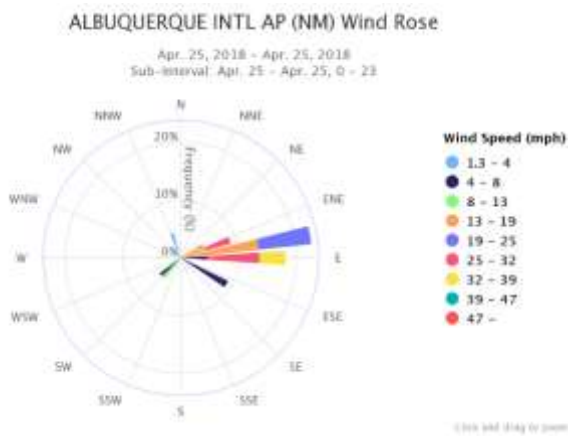 ALBUQUERQUE INTL AP (NM) Wind Rose
Apr. 25, 2018 - Apr. 25, 2018
Sub-interval: Apr. 25 - Apr. 25, 0 - 23
N
NNE
NE
ENE
E
ESE
SE
SSE
S
SSW
SW
WSW
W
WNW
NW
NNW
20%
10%
0%
Frequency (%)
Wind Speed (mph)
1.3 - 4
4 - 8
8 - 13
13 - 19
19 - 25
25 - 32
32 - 39
39 - 47
47 -
Click and drag to zoom